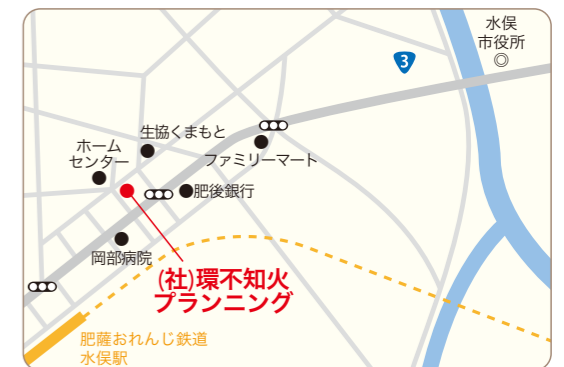 水俣
市役所
3
生協くまもと
ホーム
センター
ファミリーマート
肥後銀行
岡部病院
(社)環不知火
プランニング
肥薩おれんじ鉄道
水俣駅